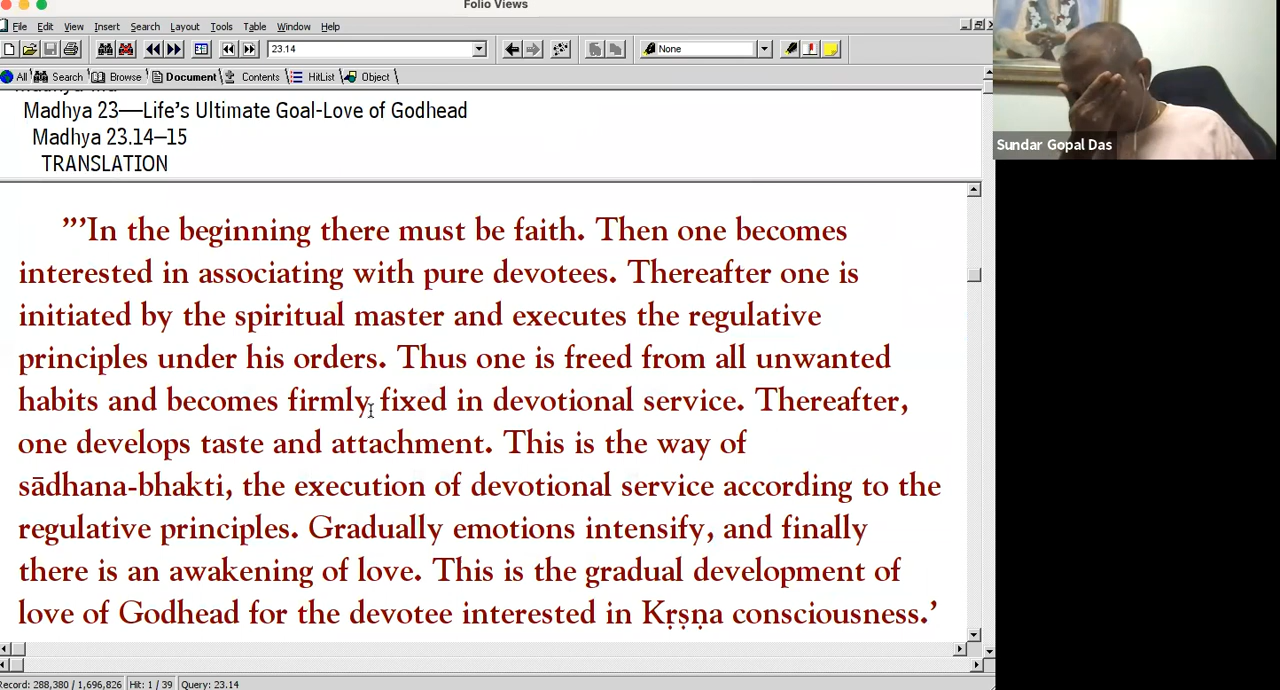 Folio Views
File Edit View Insert Search Layout Tools Table Window Help
23.14
None
All Search Browse Document Contents HitList Object
Madhya 23—Life's Ultimate Goal-Love of Godhead
Madhya 23.14–15
TRANSLATION
"'In the beginning there must be faith. Then one becomes
interested in associating with pure devotees. Thereafter one is
initiated by the spiritual master and executes the regulative
principles under his orders. Thus one is freed from all unwanted
habits and becomes firmly fixed in devotional service. Thereafter,
one develops taste and attachment. This is the way of
sādhana-bhakti, the execution of devotional service according to the
regulative principles. Gradually emotions intensify, and finally
there is an awakening of love. This is the gradual development of
love of Godhead for the devotee interested in Kṛṣṇa consciousness.'
Record: 288,380 / 1,696,826 Hit: 1 / 39 Query: 23.14
Sundar Gopal Das